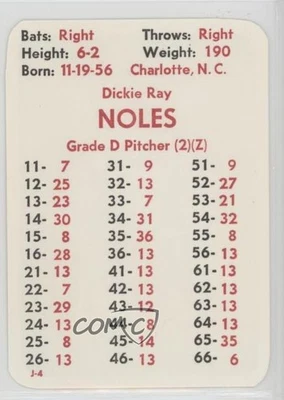 Bats: Right Throws: Right
Height: 6-2 Weight: 190
Born: 11-19-56 Charlotte, N. C.
Dickie Ray
NOLES
Grade D Pitcher (2)(Z)
11- 7 31- 9 51- 9
12- 25 32- 13 52- 27
13- 23 33- 7 53- 21
14- 30 34- 31 54- 32
15- 8 35- 36 55- 8
16- 28 36- 13 56- 13
21- 13 41- 13 61- 13
22- 13 42- 13 62- 13
23- 29 43- 12 63- 13
24- 13 44- 8 64- 13
25- 8 45- 14 65- 13
26- 13 46- 13 66- 6
J-4
COMC